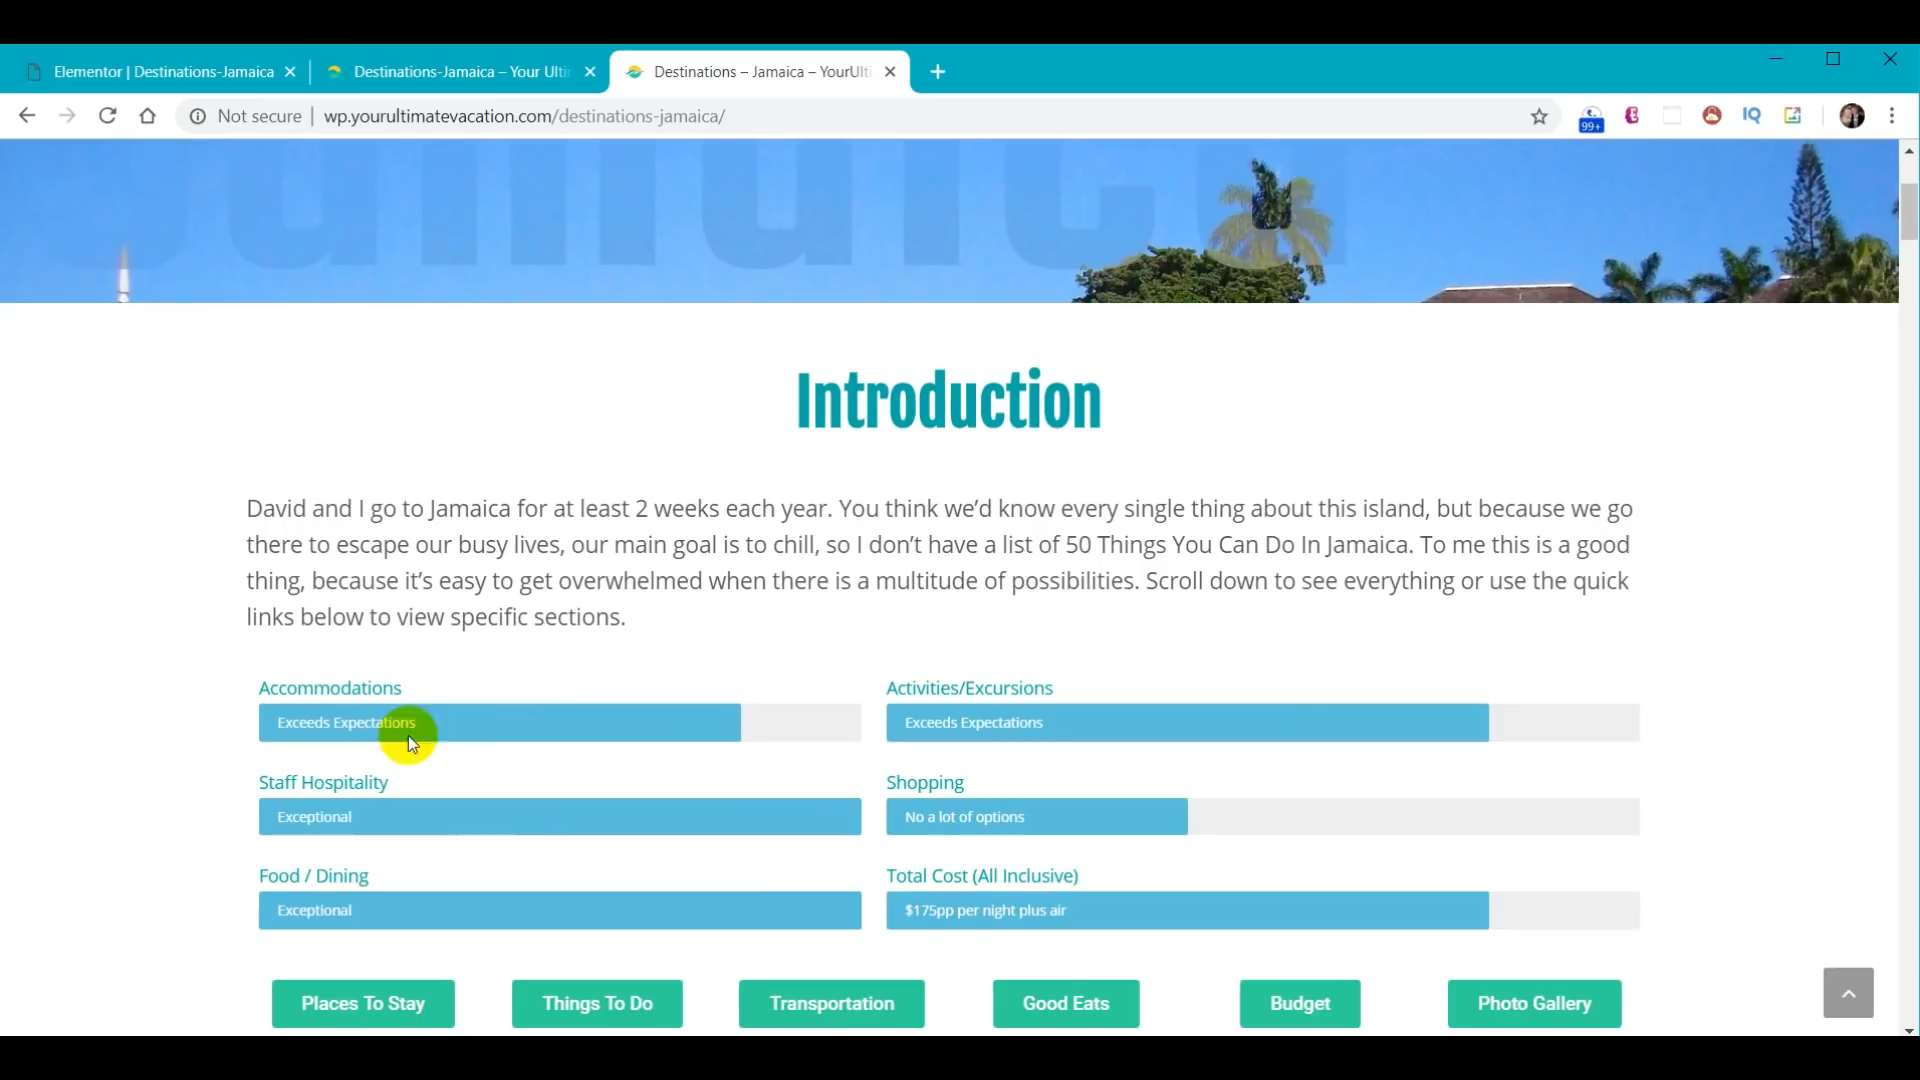 Elementor | Destinations-Jamaica
Destinations-Jamaica – Your Ulti
Destinations – Jamaica – YourUlti
Not secure | wp.yourultimatevacation.com/destinations-jamaica/
99+
IQ
Jamaica
Introduction
David and I go to Jamaica for at least 2 weeks each year. You think we’d know every single thing about this island, but because we go
there to escape our busy lives, our main goal is to chill, so I don’t have a list of 50 Things You Can Do In Jamaica. To me this is a good
thing, because it’s easy to get overwhelmed when there is a multitude of possibilities. Scroll down to see everything or use the quick
links below to view specific sections.
Accommodations
Exceeds Expectations
Activities/Excursions
Exceeds Expectations
Staff Hospitality
Exceptional
Shopping
No a lot of options
Food / Dining
Exceptional
Total Cost (All Inclusive)
$175pp per night plus air
Places To Stay
Things To Do
Transportation
Good Eats
Budget
Photo Gallery